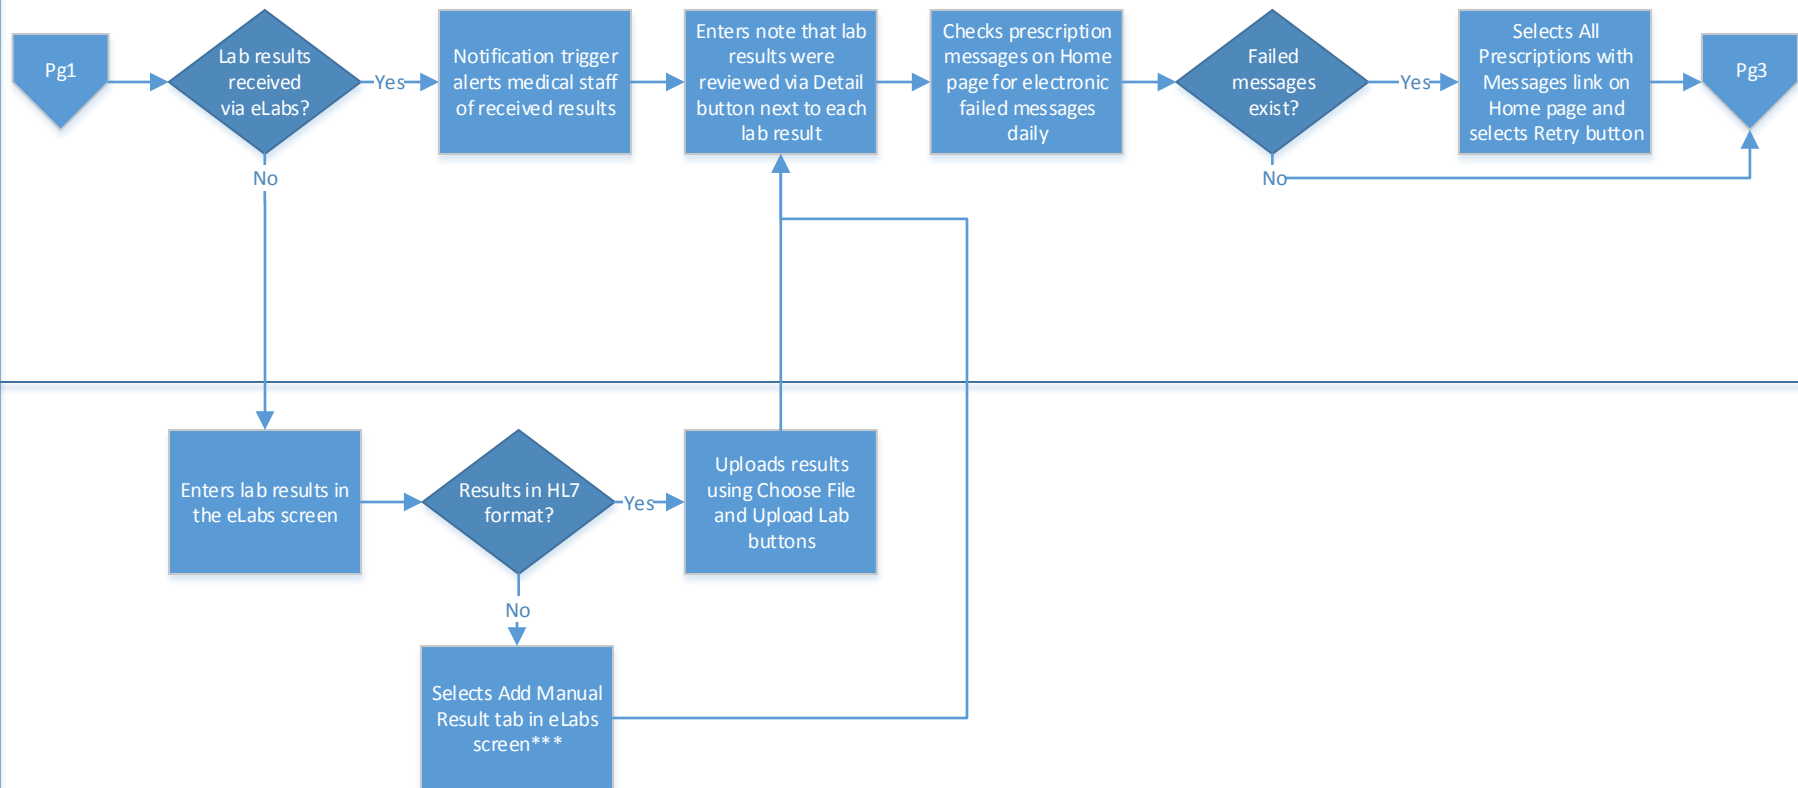 Pg1
Lab results
received
via eLabs?
Yes
No
Notification trigger
alerts medical staff
of received results
Enters note that lab
results were
reviewed via Detail
button next to each
lab result
Checks prescription
messages on Home
page for electronic
failed messages
daily
Failed
messages
exist?
Yes
No
Selects All
Prescriptions with
Messages link on
Home page and
selects Retry button
Pg3
Enters lab results in
the eLabs screen
Results in HL7
format?
Yes
No
Uploads results
using Choose File
and Upload Lab
buttons
Selects Add Manual
Result tab in eLabs
screen***